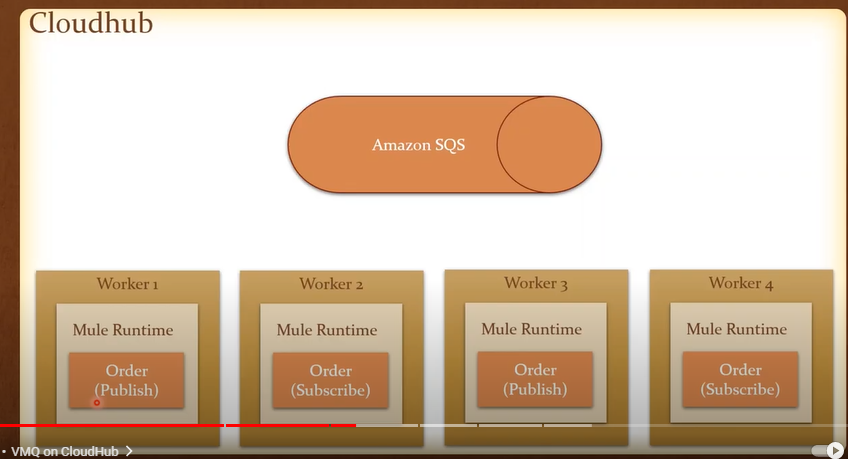 Cloudhub
Amazon SQS
Worker 1
Mule Runtime
Order
(Publish)
Worker 2
Mule Runtime
Order
(Subscribe)
Worker 3
Mule Runtime
Order
(Publish)
Worker 4
Mule Runtime
Order
(Subscribe)
• VMQ on CloudHub >